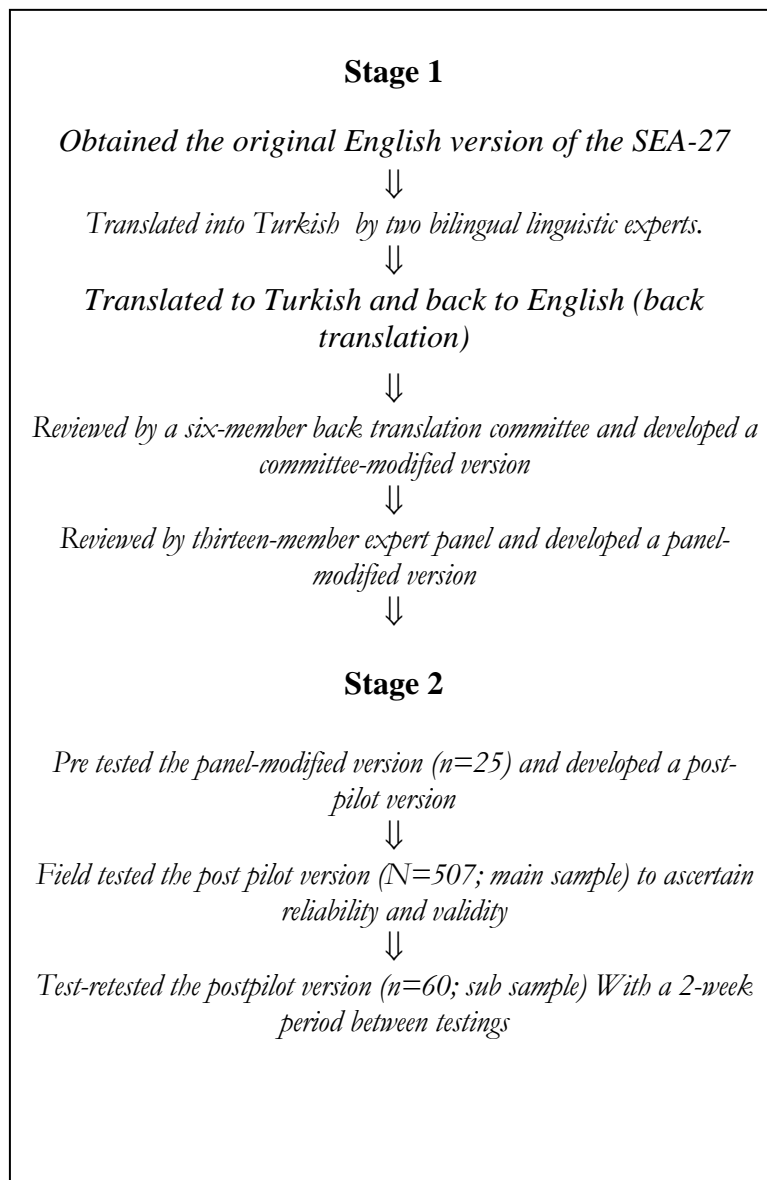 Stage 1
Obtained the original English version of the SEA-27
⇓
Translated into Turkish by two bilingual linguistic experts.
⇓
Translated to Turkish and back to English (back
translation)
⇓
Reviewed by a six-member back translation committee and developed a
committee-modified version
⇓
Reviewed by thirteen-member expert panel and developed a panel-
modified version
⇓
Stage 2
Pre tested the panel-modified version (n=25) and developed a post-
pilot version
⇓
Field tested the post pilot version (N=507; main sample) to ascertain
reliability and validity
⇓
Test-retested the postpilot version (n=60; sub sample) With a 2-week
period between testings